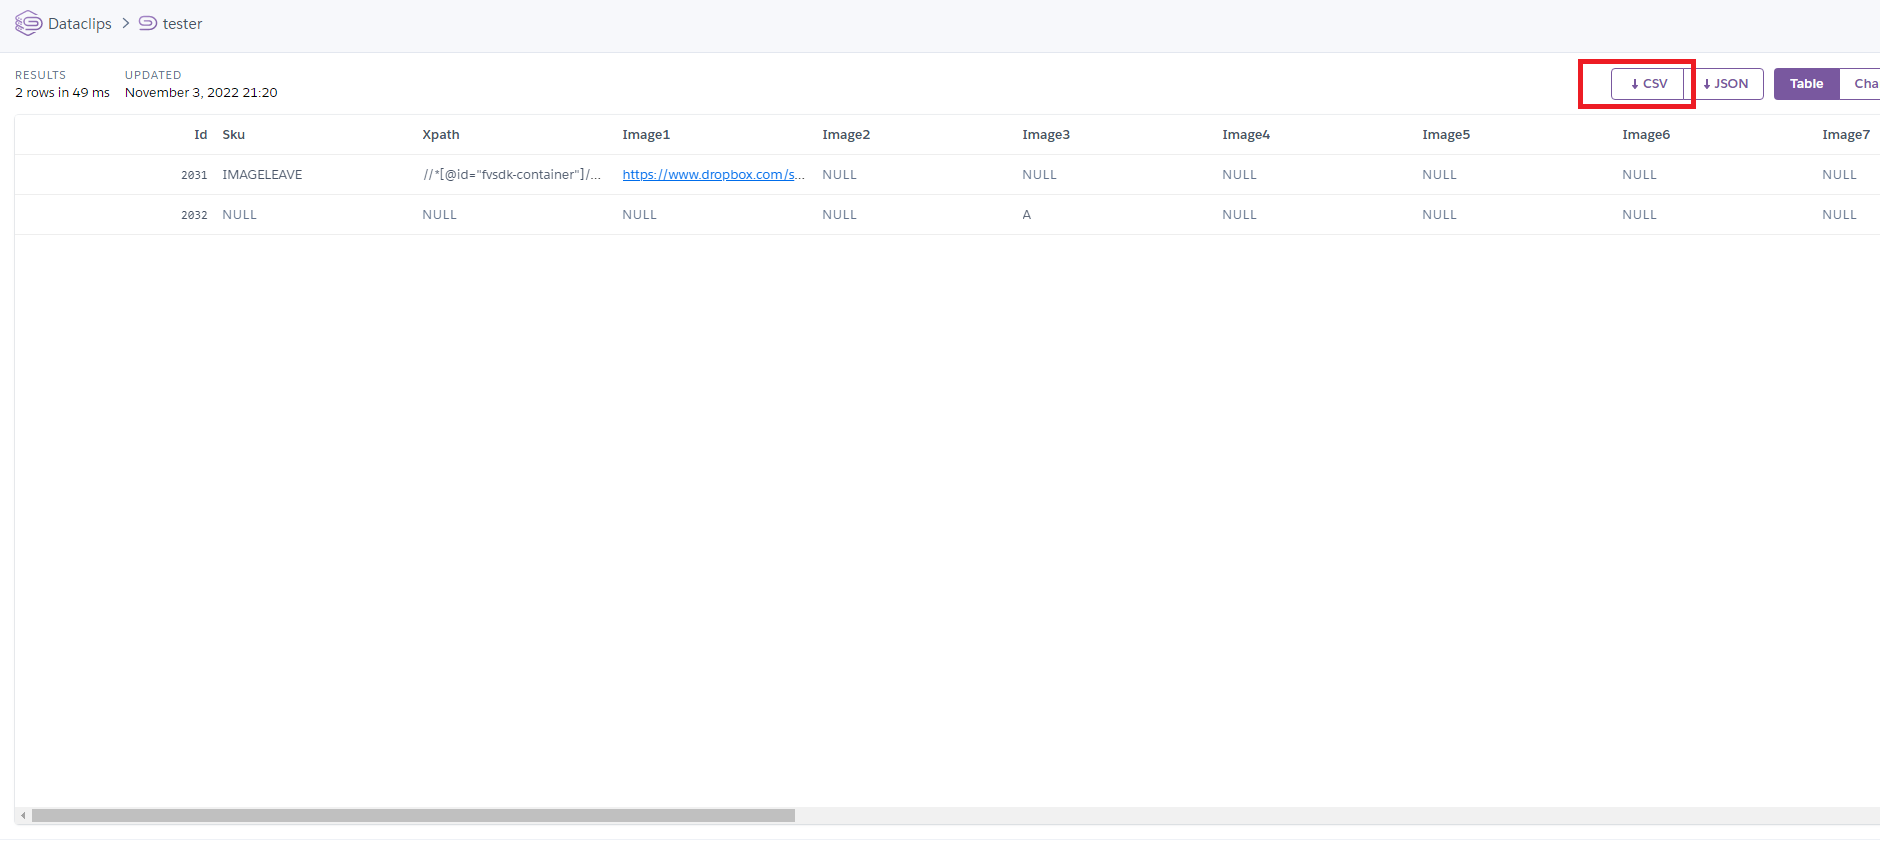 Dataclips > tester
RESULTS UPDATED
2 rows in 49 ms November 3, 2022 21:20
↓ CSV ↓ JSON Table Cha
Id Sku Xpath Image1 Image2 Image3 Image4 Image5 Image6 Image7
2031 IMAGELEAVE //*[@id="fvsdk-container"]/... https://www.dropbox.com/s... NULL NULL NULL NULL NULL NULL
2032 NULL NULL NULL NULL A NULL NULL NULL NULL